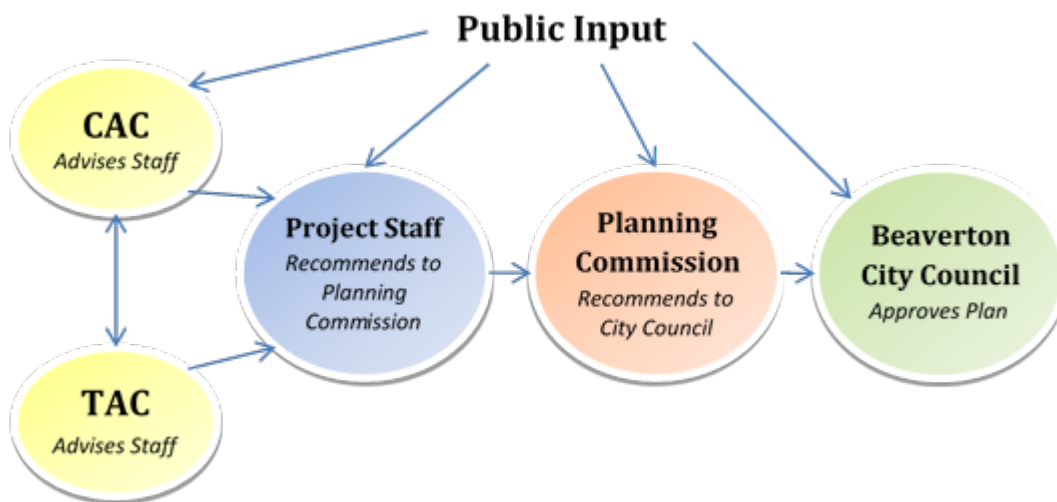 Public Input
CAC
Advises Staff
Project Staff
Recommends to
Planning
Commission
Planning
Commission
Recommends to
City Council
Beaverton
City Council
Approves Plan
TAC
Advises Staff